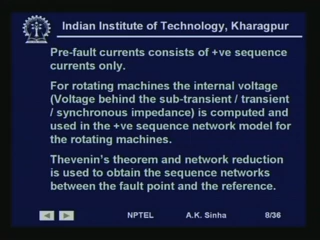 Indian Institute of Technology, Kharagpur
Pre-fault currents consists of +ve sequence
currents only.
For rotating machines the internal voltage
(Voltage behind the sub-transient / transient
/ synchronous impedance) is computed and
used in the +ve sequence network model for
the rotating machines.
Thevenin's theorem and network reduction
is used to obtain the sequence networks
between the fault point and the reference.
NPTEL A.K. Sinha 8/36